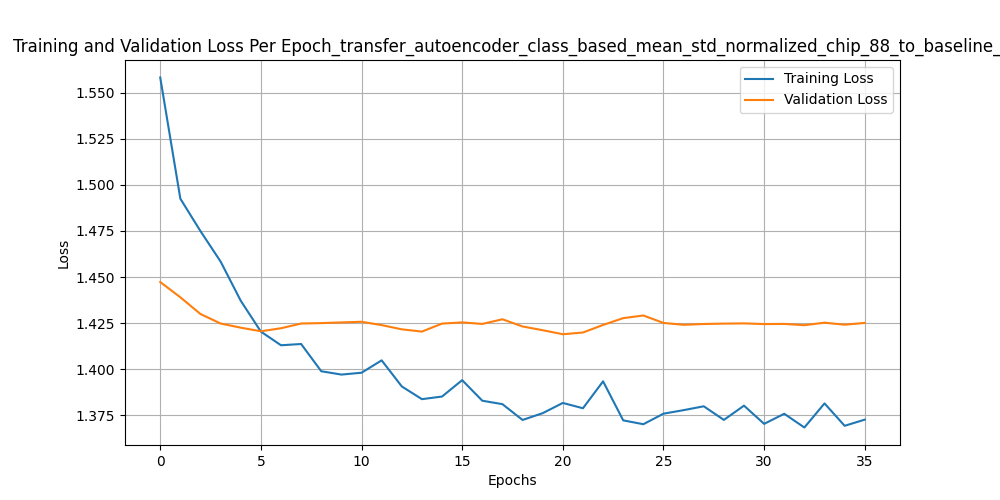 Training and Validation Loss Per Epoch_transfer_autoencoder_class_based_mean_std_normalized_chip_88_to_baseline_
Training Loss
Validation Loss
1.550
1.525
1.500
1.475
1.450
1.425
1.400
1.375
Loss
0 5 10 15 20 25 30 35
Epochs